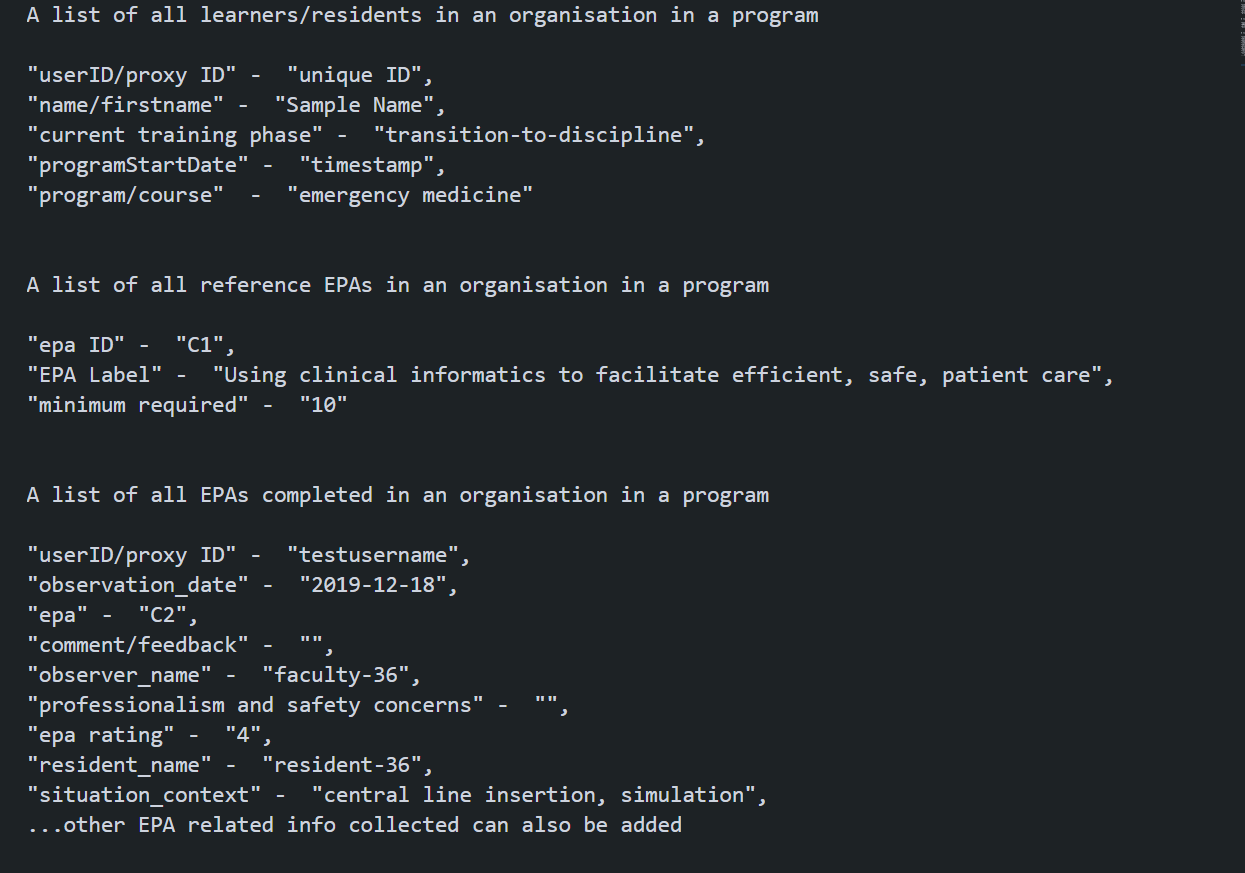 A list of all learners/residents in an organisation in a program
"userID/proxy ID" -  "unique ID",
"name/firstname" -  "Sample Name",
"current training phase" -  "transition-to-discipline",
"programStartDate" -  "timestamp",
"program/course"  -  "emergency medicine"
A list of all reference EPAs in an organisation in a program
"epa ID" -  "C1",
"EPA Label" -  "Using clinical informatics to facilitate efficient, safe, patient care",
"minimum required" -  "10"
A list of all EPAs completed in an organisation in a program
"userID/proxy ID" -  "testusername",
"observation_date" -  "2019-12-18",
"epa" -  "C2",
"comment/feedback" -  "",
"observer_name" -  "faculty-36",
"professionalism and safety concerns" -  "",
"epa rating" -  "4",
"resident_name" -  "resident-36",
"situation_context" -  "central line insertion, simulation",
...other EPA related info collected can also be added